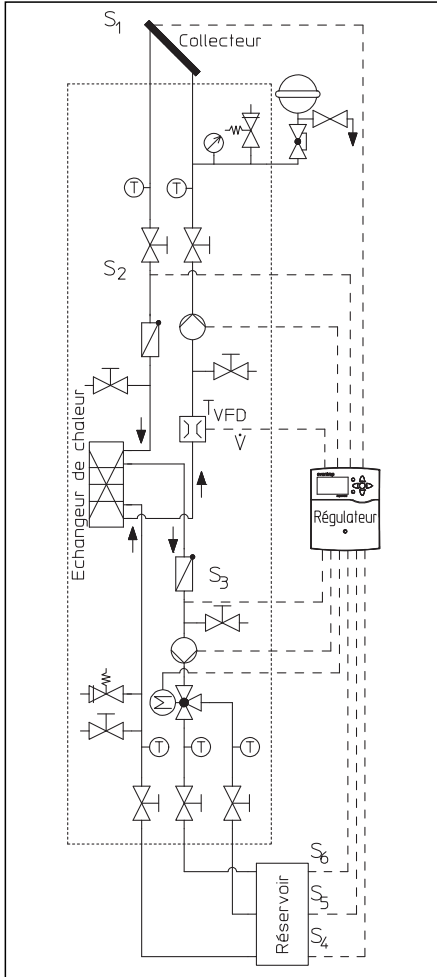 S1
Collecteur
T
T
S2
TVFD
V̇
Echangeur de chaleur
Régulateur
S3
M
T
T
T
S6
S5
S4
Réservoir